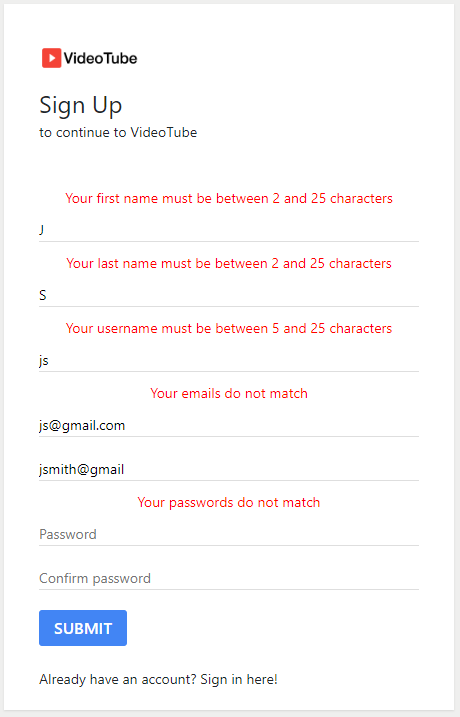 VideoTube
Sign Up
to continue to VideoTube
Your first name must be between 2 and 25 characters
J
Your last name must be between 2 and 25 characters
S
Your username must be between 5 and 25 characters
js
Your emails do not match
js@gmail.com
jsmith@gmail
Your passwords do not match
Password
Confirm password
SUBMIT
Already have an account? Sign in here!